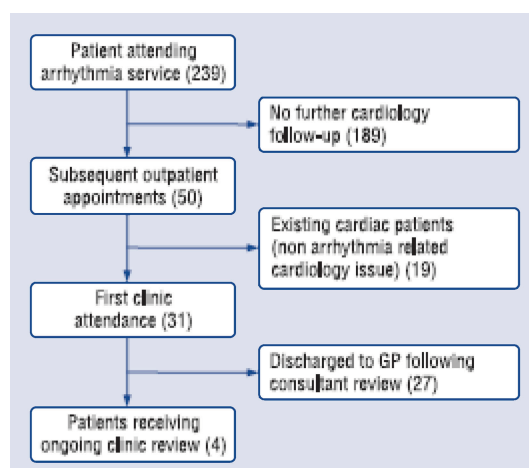 Patient attending
arrhythmia service (239)
No further cardiology
follow-up (189)
Subsequent outpatient
appointments (50)
Existing cardiac patients
(non arrhythmia related
cardiology issue) (19)
First clinic
attendance (31)
Discharged to GP following
consultant review (27)
Patients receiving
ongoing clinic review (4)